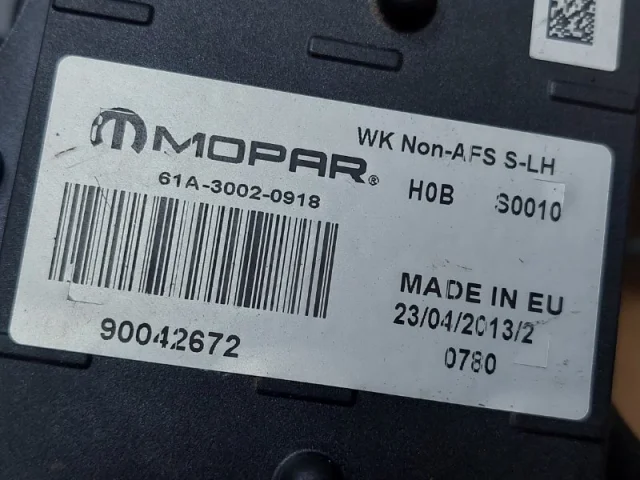 MOPAR®
WK Non-AFS S-LH
61A-3002-0918
H0B S0010
MADE IN EU
23/04/2013/2
90042672
0780